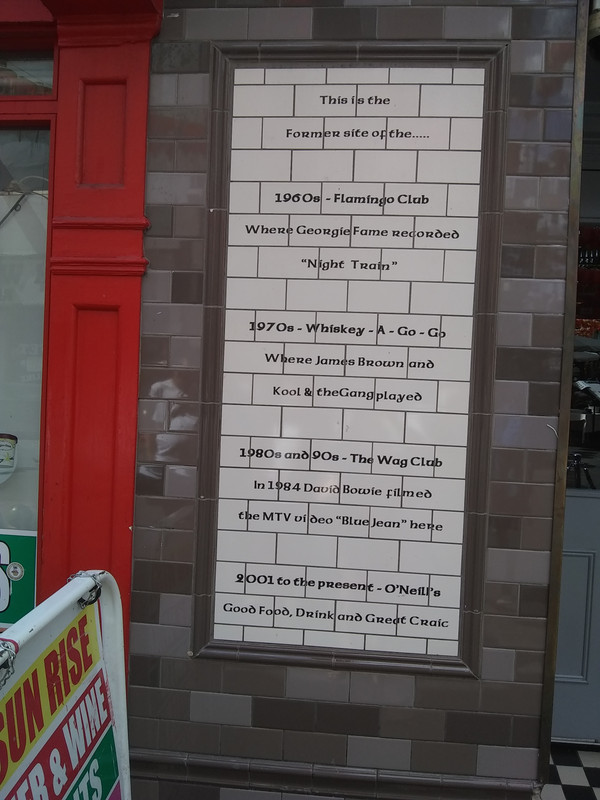 This is the
Former site of the.....
1960s - Flamingo Club
Where Georgie Fame recorded
"Night Train"
1970s - Whiskey - A - Go - Go
Where James Brown and
Kool & theGang played
1980s and 90s - The Wag Club
In 1984 David Bowie filmed
the MTV video "Blue Jean" here
2001 to the present - O'Neill's
Good Food, Drink and Great Craic
SUN RISE
& WINE